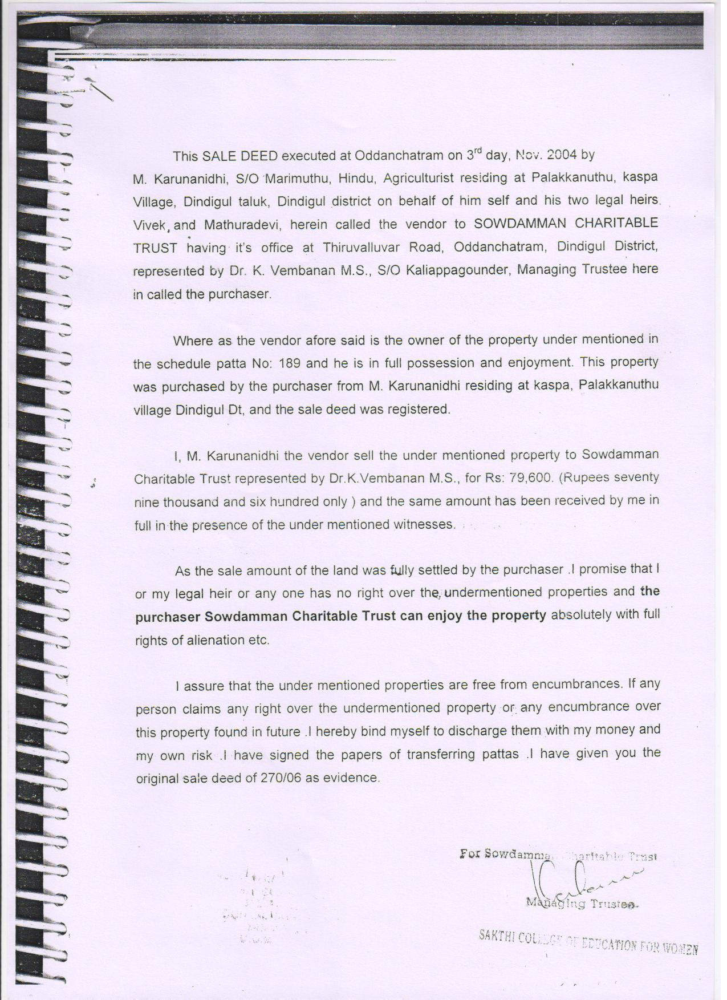 This SALE DEED executed at Oddanchatram on 3rd day, Nov. 2004 by
M. Karunanidhi, S/O Marimuthu, Hindu, Agriculturist residing at Palakkanuthu, kaspa
Village, Dindigul taluk, Dindigul district on behalf of him self and his two legal heirs.
Vivek, and Mathuradevi, herein called the vendor to SOWDAMMAN CHARITABLE
TRUST having it's office at Thiruvalluvar Road, Oddanchatram, Dindigul District,
represented by Dr. K. Vembanan M.S., S/O Kaliappagounder, Managing Trustee here
in called the purchaser.
Where as the vendor afore said is the owner of the property under mentioned in
the schedule patta No: 189 and he is in full possession and enjoyment. This property
was purchased by the purchaser from M. Karunanidhi residing at kaspa, Palakkanuthu
village Dindigul Dt, and the sale deed was registered.
I, M. Karunanidhi the vendor sell the under mentioned property to Sowdamman
Charitable Trust represented by Dr.K.Vembanan M.S., for Rs: 79,600. (Rupees seventy
nine thousand and six hundred only ) and the same amount has been received by me in
full in the presence of the under mentioned witnesses.
As the sale amount of the land was fully settled by the purchaser .I promise that I
or my legal heir or any one has no right over the, undermentioned properties and the
purchaser Sowdamman Charitable Trust can enjoy the property absolutely with full
rights of alienation etc.
I assure that the under mentioned properties are free from encumbrances. If any
person claims any right over the undermentioned property or any encumbrance over
this property found in future .I hereby bind myself to discharge them with my money and
my own risk .I have signed the papers of transferring pattas .I have given you the
original sale deed of 270/06 as evidence.
For Sowdamman Charitable Trust
Managing Trustee.
SAKTHI COLLEGE OF EDUCATION FOR WOMEN